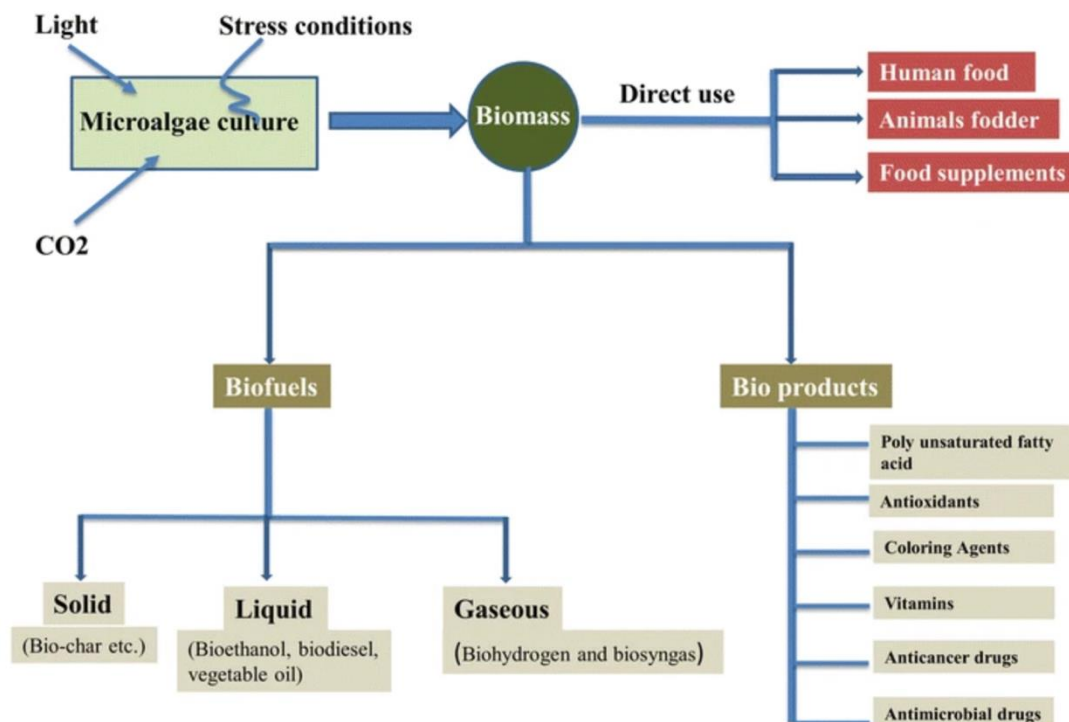 Light
Stress conditions
Microalgae culture
CO2
Biomass
Direct use
Human food
Animals fodder
Food supplements
Biofuels
Bio products
Solid
(Bio-char etc.)
Liquid
(Bioethanol, biodiesel,
vegetable oil)
Gaseous
(Biohydrogen and biosyngas)
Poly unsaturated fatty
acid
Antioxidants
Coloring Agents
Vitamins
Anticancer drugs
Antimicrobial drugs